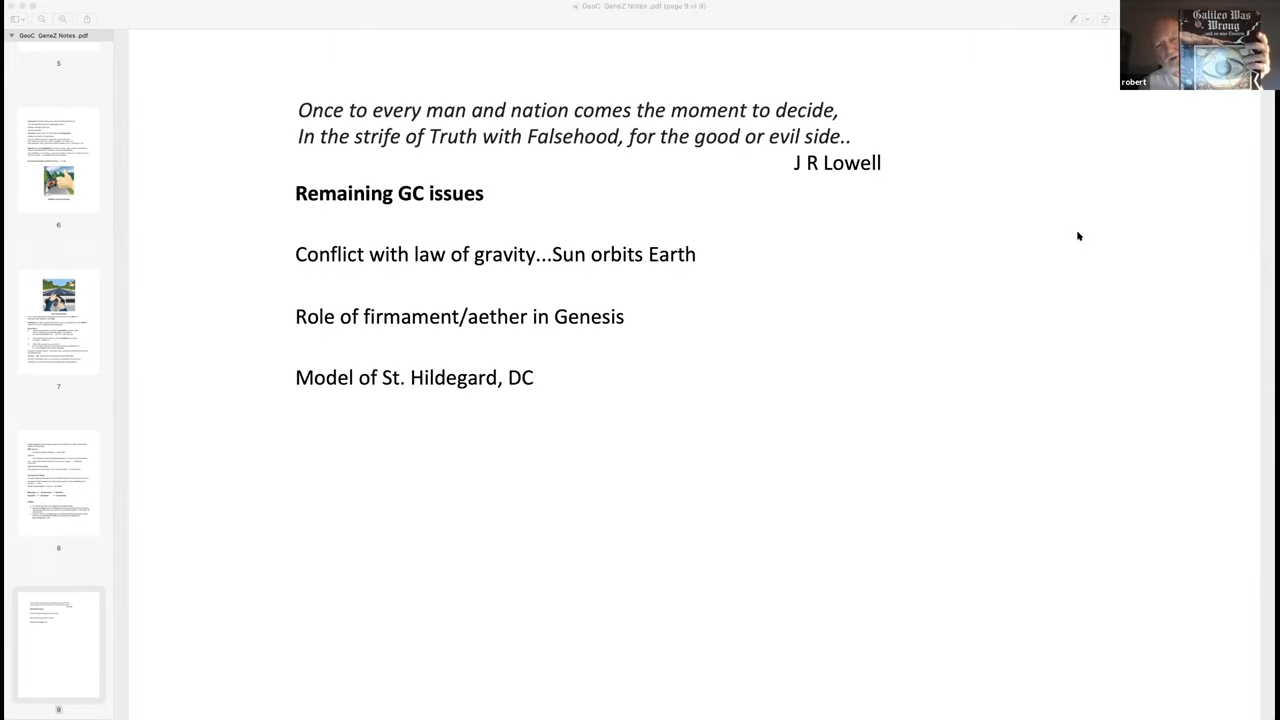 GeoC GeneZ Notes .pdf (page 9 of 9)
GeoC GeneZ Notes .pdf
5
6
7
8
9
Once to every man and nation comes the moment to decide,
In the strife of Truth with Falsehood, for the good or evil side..
J R Lowell
Remaining GC issues
Conflict with law of gravity...Sun orbits Earth
Role of firmament/aether in Genesis
Model of St. Hildegard, DC
Galileo Was
Wrong
robert